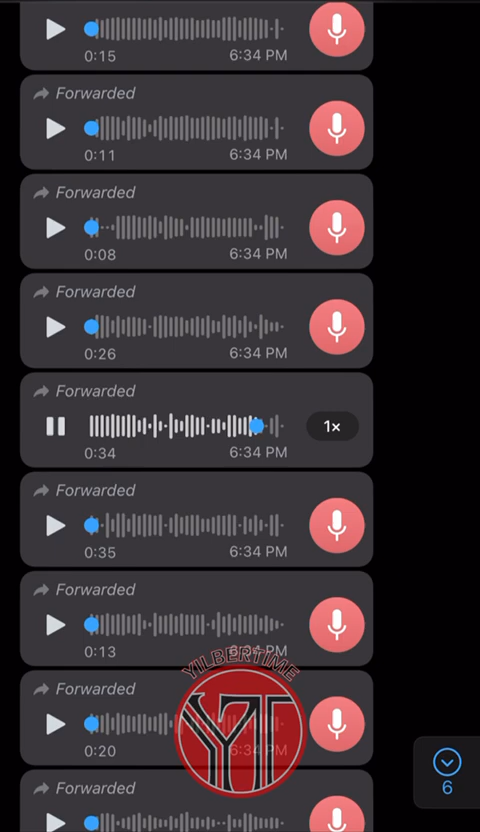 0:15 6:34 PM
Forwarded
0:11 6:34 PM
Forwarded
0:08 6:34 PM
Forwarded
0:26 6:34 PM
Forwarded
1×
0:34 6:34 PM
Forwarded
0:35 6:34 PM
Forwarded
0:13 6:34 PM
YILBERTIME
Forwarded
YT
0:20 6:34 PM
6
Forwarded